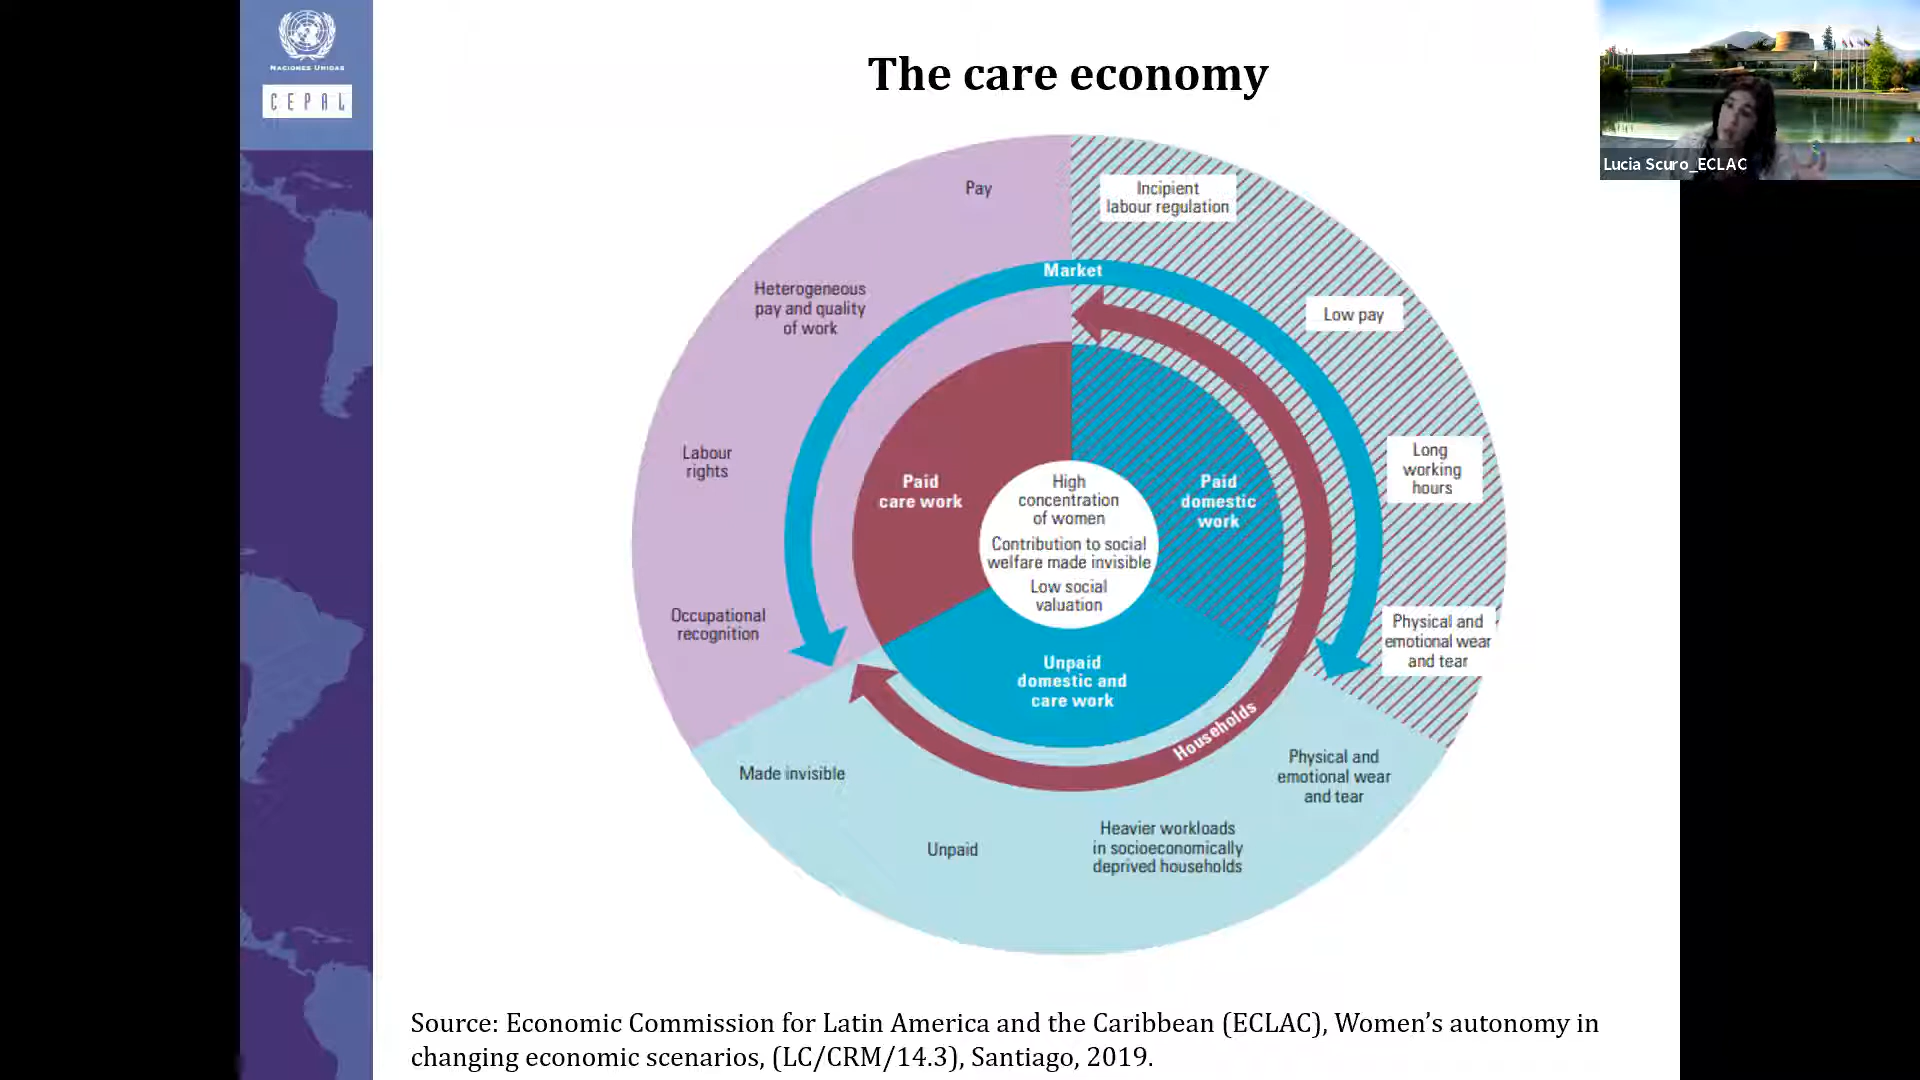 NACIONES UNIDAS
CEPAL
The care economy
Lucia Scuro_ECLAC
Pay
Incipient
labour regulation
Market
Heterogeneous
pay and quality
of work
Low pay
Labour
rights
Long
working
hours
Paid
care work
High
concentration
of women
Contribution to social
welfare made invisible
Low social
valuation
Paid
domestic
work
Occupational
recognition
Physical and
emotional wear
and tear
Unpaid
domestic and
care work
Households
Made invisible
Physical and
emotional wear
and tear
Unpaid
Heavier workloads
in socioeconomically
deprived households
Source: Economic Commission for Latin America and the Caribbean (ECLAC), Women’s autonomy in
changing economic scenarios, (LC/CRM/14.3), Santiago, 2019.